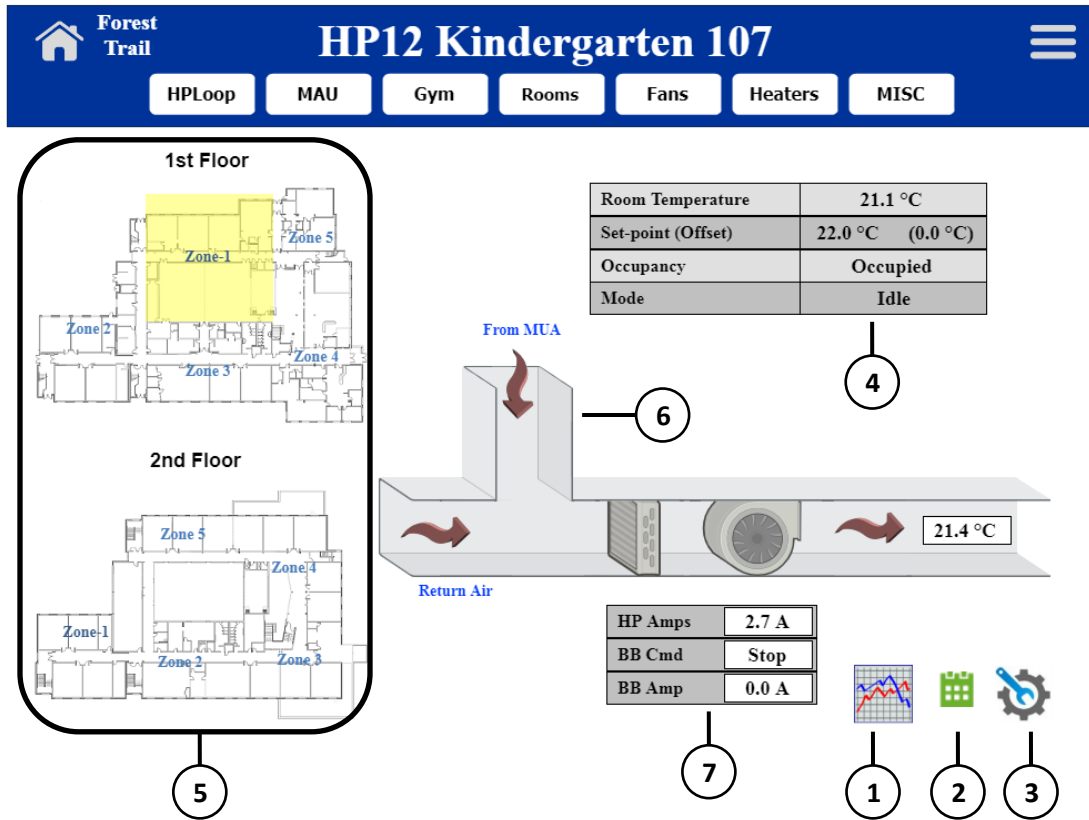 Forest
Trail
HP12 Kindergarten 107
HPLoop MAU Gym Rooms Fans Heaters MISC
1st Floor
Zone 5
Zone-1
Zone 2
Zone 4
Zone 3
2nd Floor
Zone 5
Zone 4
Zone-1
Zone 2
Zone 3
5
Room Temperature 21.1 °C
Set-point (Offset) 22.0 °C (0.0 °C)
Occupancy Occupied
Mode Idle
4
From MUA
6
21.4 °C
Return Air
HP Amps 2.7 A
BB Cmd Stop
BB Amp 0.0 A
7
1
2
3